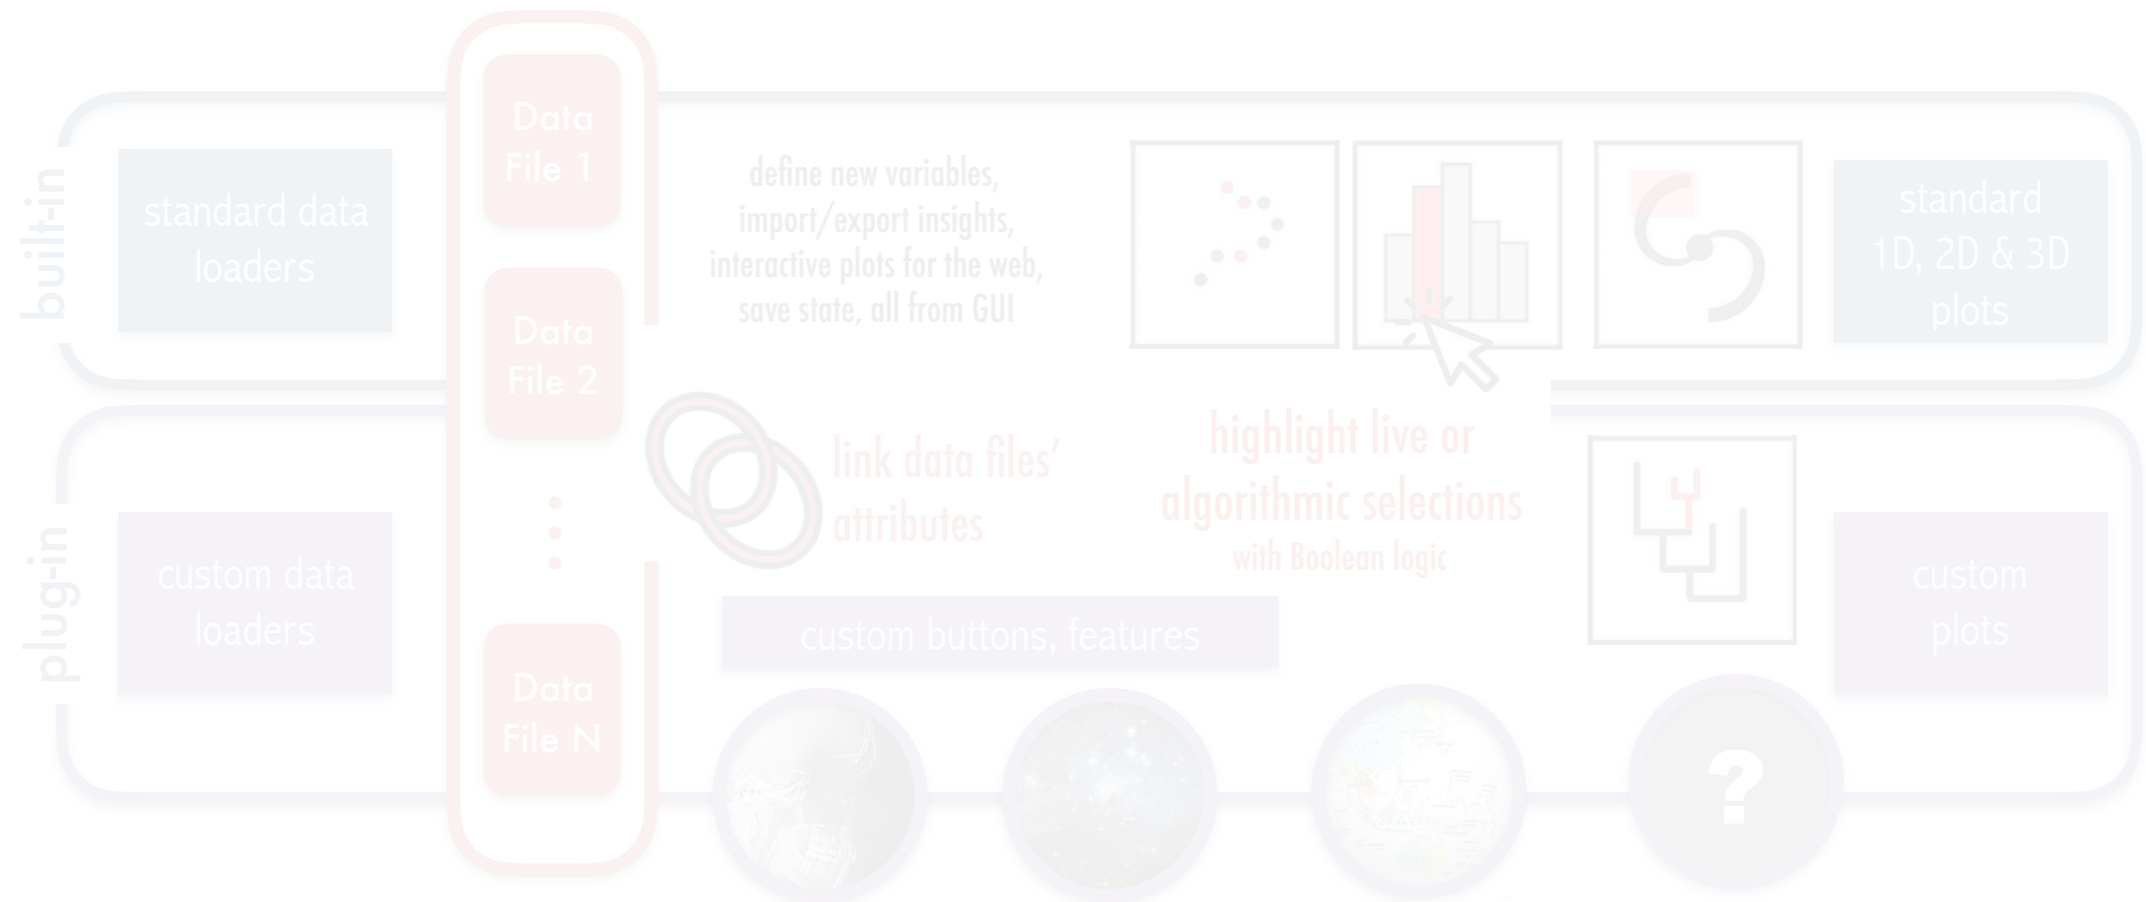 built-in
standard data
loaders
Data
File 1
Data
File 2
define new variables,
import/export insights,
interactive plots for the web,
save state, all from GUI
standard
1D, 2D & 3D
plots
link data files’
attributes
highlight live or
algorithmic selections
with Boolean logic
plug-in
custom data
loaders
Data
File N
custom buttons, features
custom
plots
?